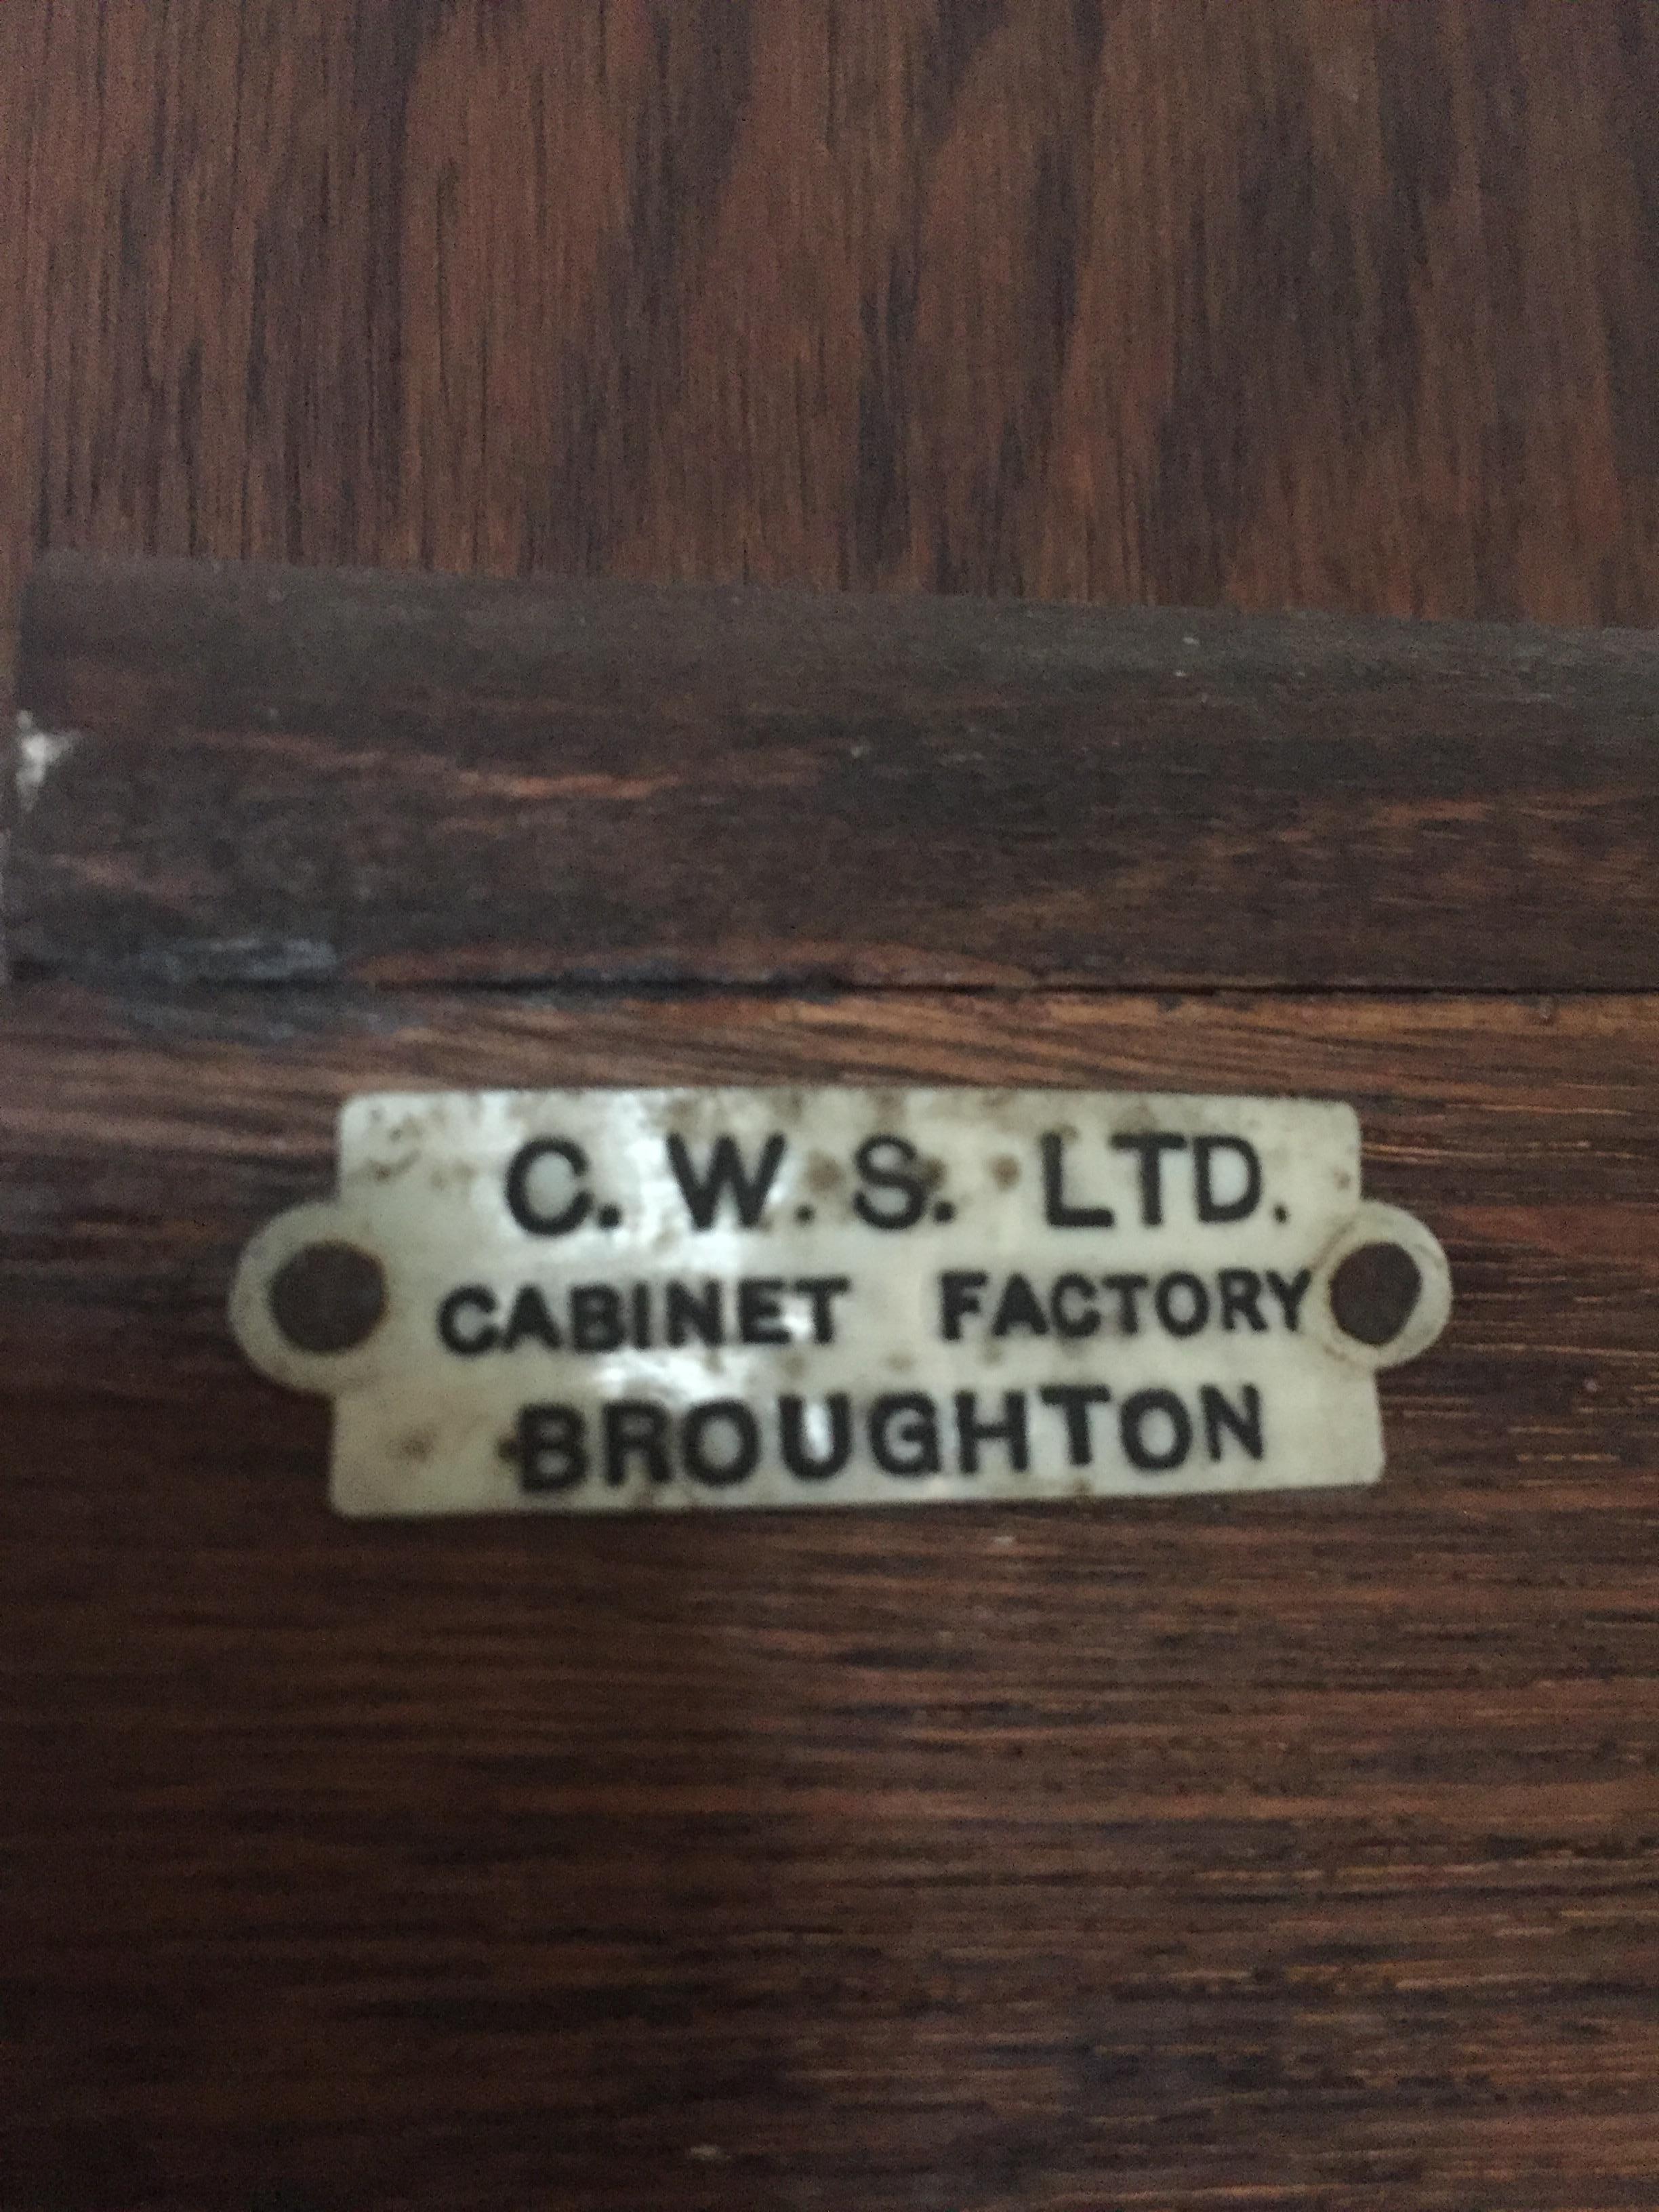 C. W. S. LTD.
CABINET FACTORY
BROUGHTON